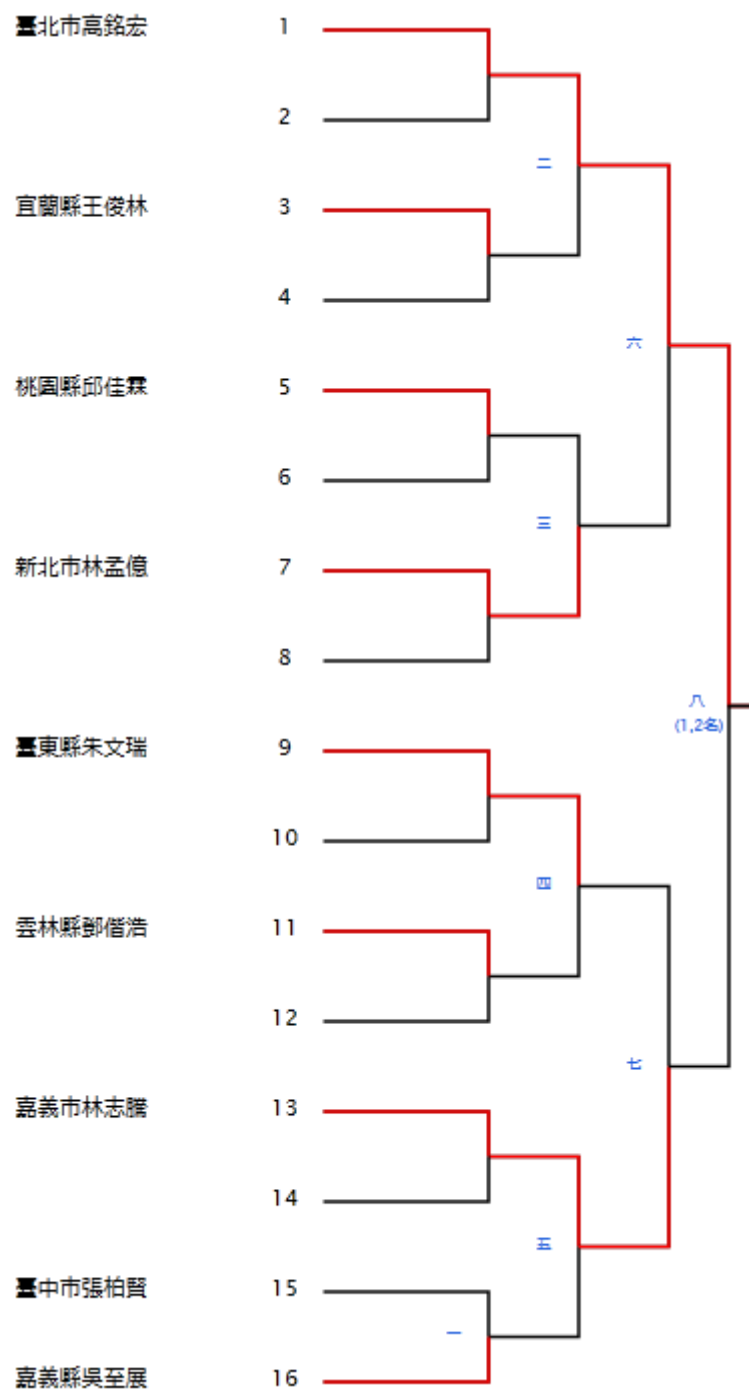 臺北市高銘宏 1
2
二
宜蘭縣王俊林 3
4
六
桃園縣邱佳霖 5
6
三
新北市林孟億 7
8
八
(1,2名)
臺東縣朱文瑞 9
10
四
雲林縣鄧偕浩 11
12
七
嘉義市林志騰 13
14
五
臺中市張柏賢 15
一
嘉義縣吳至展 16